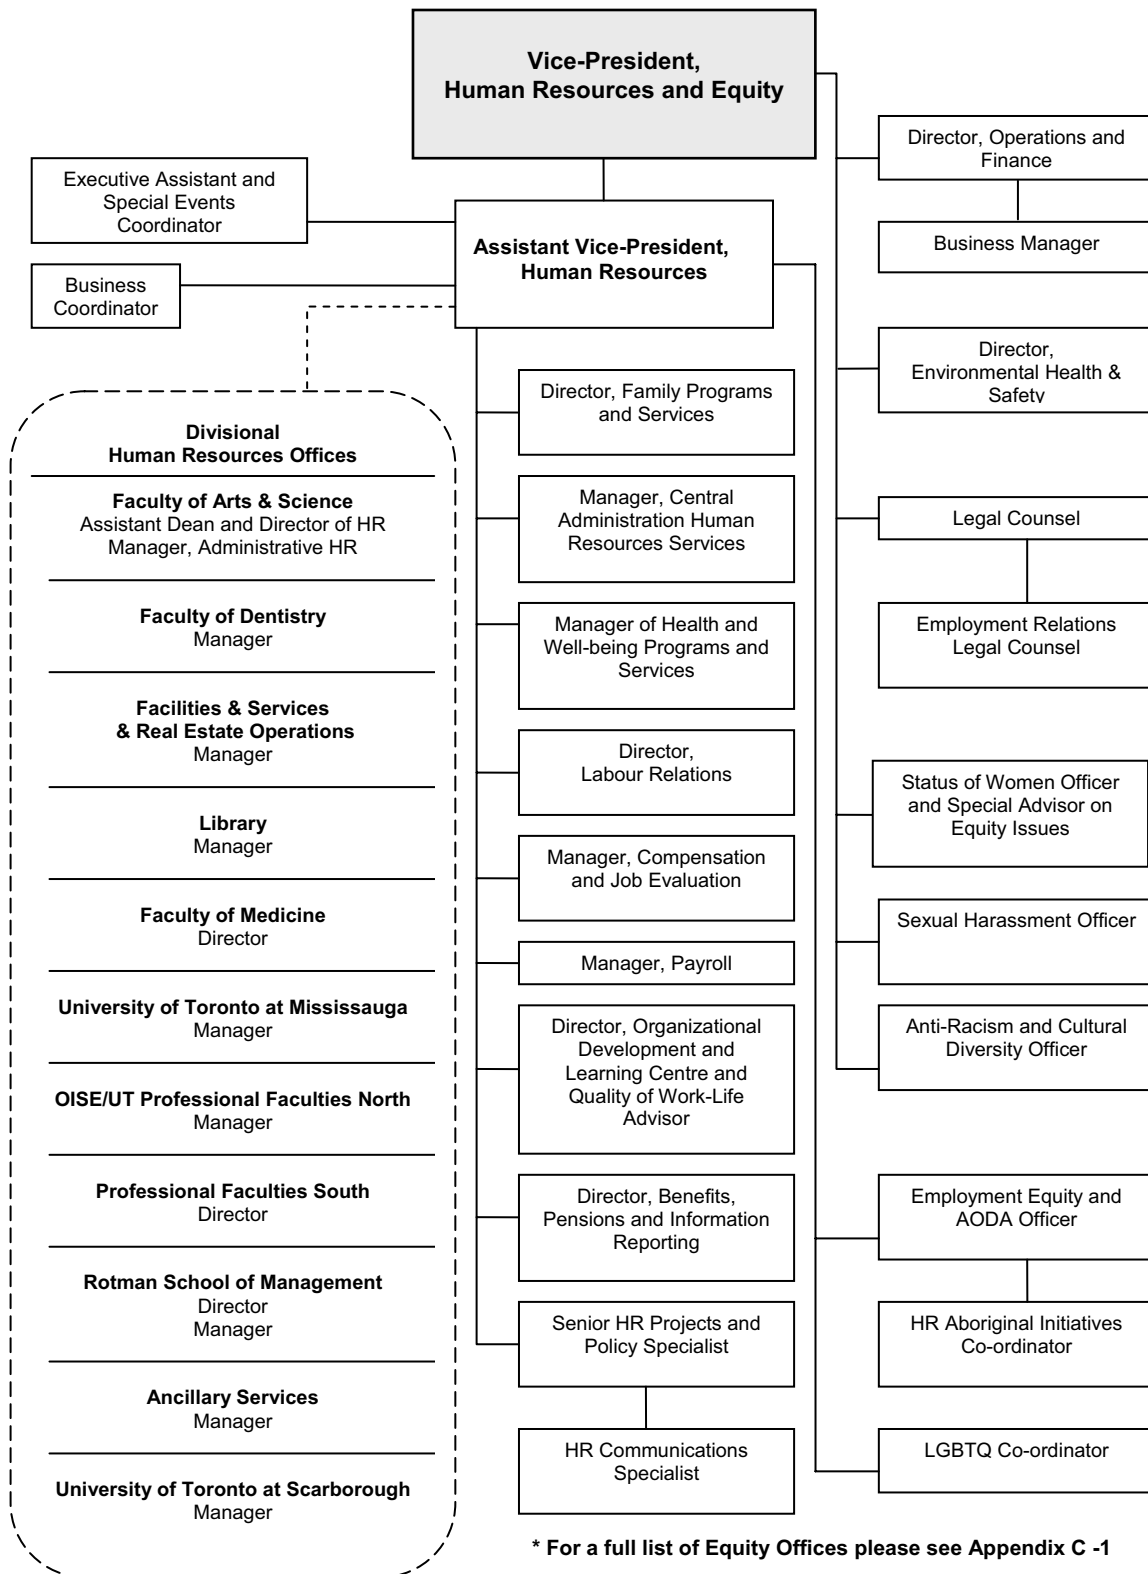 Vice-President,
Human Resources and Equity
Director, Operations and
Finance
Business Manager
Executive Assistant and
Special Events
Coordinator
Assistant Vice-President,
Human Resources
Business
Coordinator
Director,
Environmental Health &
Safety
Legal Counsel
Employment Relations
Legal Counsel
Status of Women Officer
and Special Advisor on
Equity Issues
Sexual Harassment Officer
Anti-Racism and Cultural
Diversity Officer
Divisional
Human Resources Offices
Faculty of Arts & Science
Assistant Dean and Director of HR
Manager, Administrative HR
Faculty of Dentistry
Manager
Facilities & Services
& Real Estate Operations
Manager
Library
Manager
Faculty of Medicine
Director
University of Toronto at Mississauga
Manager
OISE/UT Professional Faculties North
Manager
Professional Faculties South
Director
Rotman School of Management
Director
Manager
Ancillary Services
Manager
University of Toronto at Scarborough
Manager
Director, Family Programs
and Services
Manager, Central
Administration Human
Resources Services
Manager of Health and
Well-being Programs and
Services
Director,
Labour Relations
Manager, Compensation
and Job Evaluation
Manager, Payroll
Director, Organizational
Development and
Learning Centre and
Quality of Work-Life
Advisor
Director, Benefits,
Pensions and Information
Reporting
Senior HR Projects and
Policy Specialist
HR Communications
Specialist
Employment Equity and
AODA Officer
HR Aboriginal Initiatives
Co-ordinator
LGBTQ Co-ordinator
* For a full list of Equity Offices please see Appendix C -1